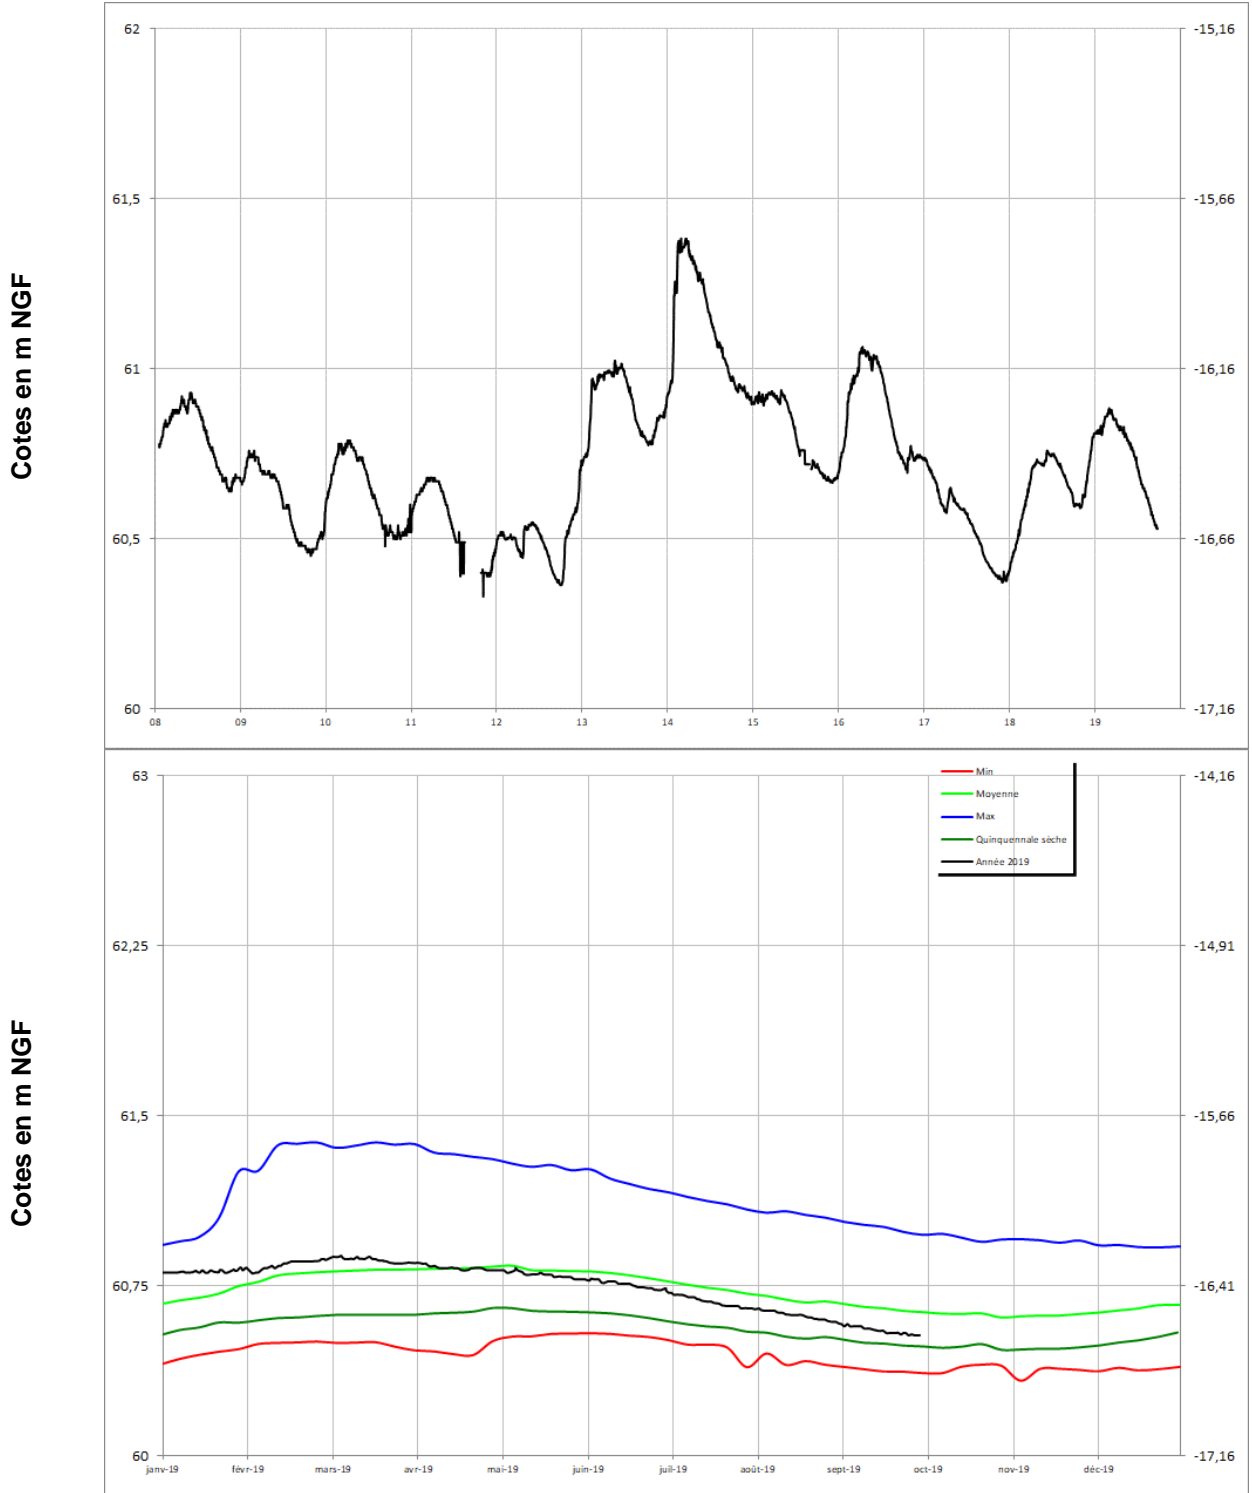 Cotes en m NGF
62
61,5
61
60,5
60
-15,16
-15,66
-16,16
-16,66
-17,16
08 09 10 11 12 13 14 15 16 17 18 19
Cotes en m NGF
63
62,25
61,5
60,75
60
-14,16
-14,91
-15,66
-16,41
-17,16
Min
Moyenne
Max
Quinquennale sèche
Année 2019
janv-19 févr-19 mars-19 avr-19 mai-19 juin-19 juil-19 août-19 sept-19 oct-19 nov-19 déc-19